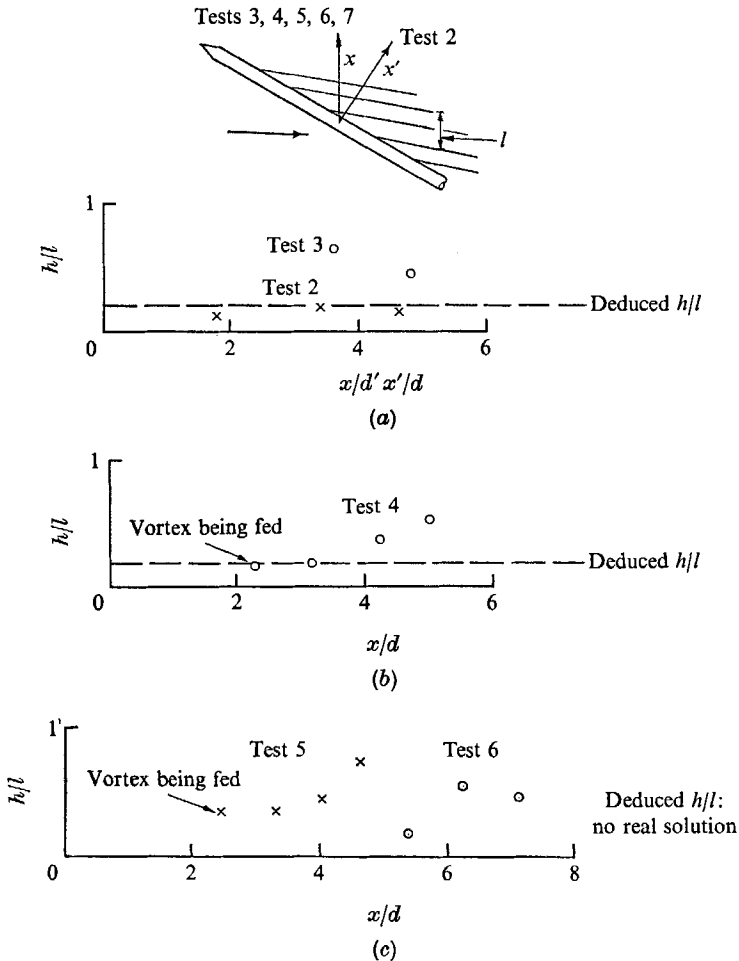 Tests 3, 4, 5, 6, 7
Test 2
x
x′
l
1
h/l
Test 3
Test 2
Deduced h/l
0
2
4
6
x/d′ x′/d
(a)
1
h/l
Test 4
Vortex being fed
Deduced h/l
0
2
4
6
x/d
(b)
1
h/l
Test 5
Test 6
Vortex being fed
Deduced h/l:
no real solution
0
2
4
6
8
x/d
(c)